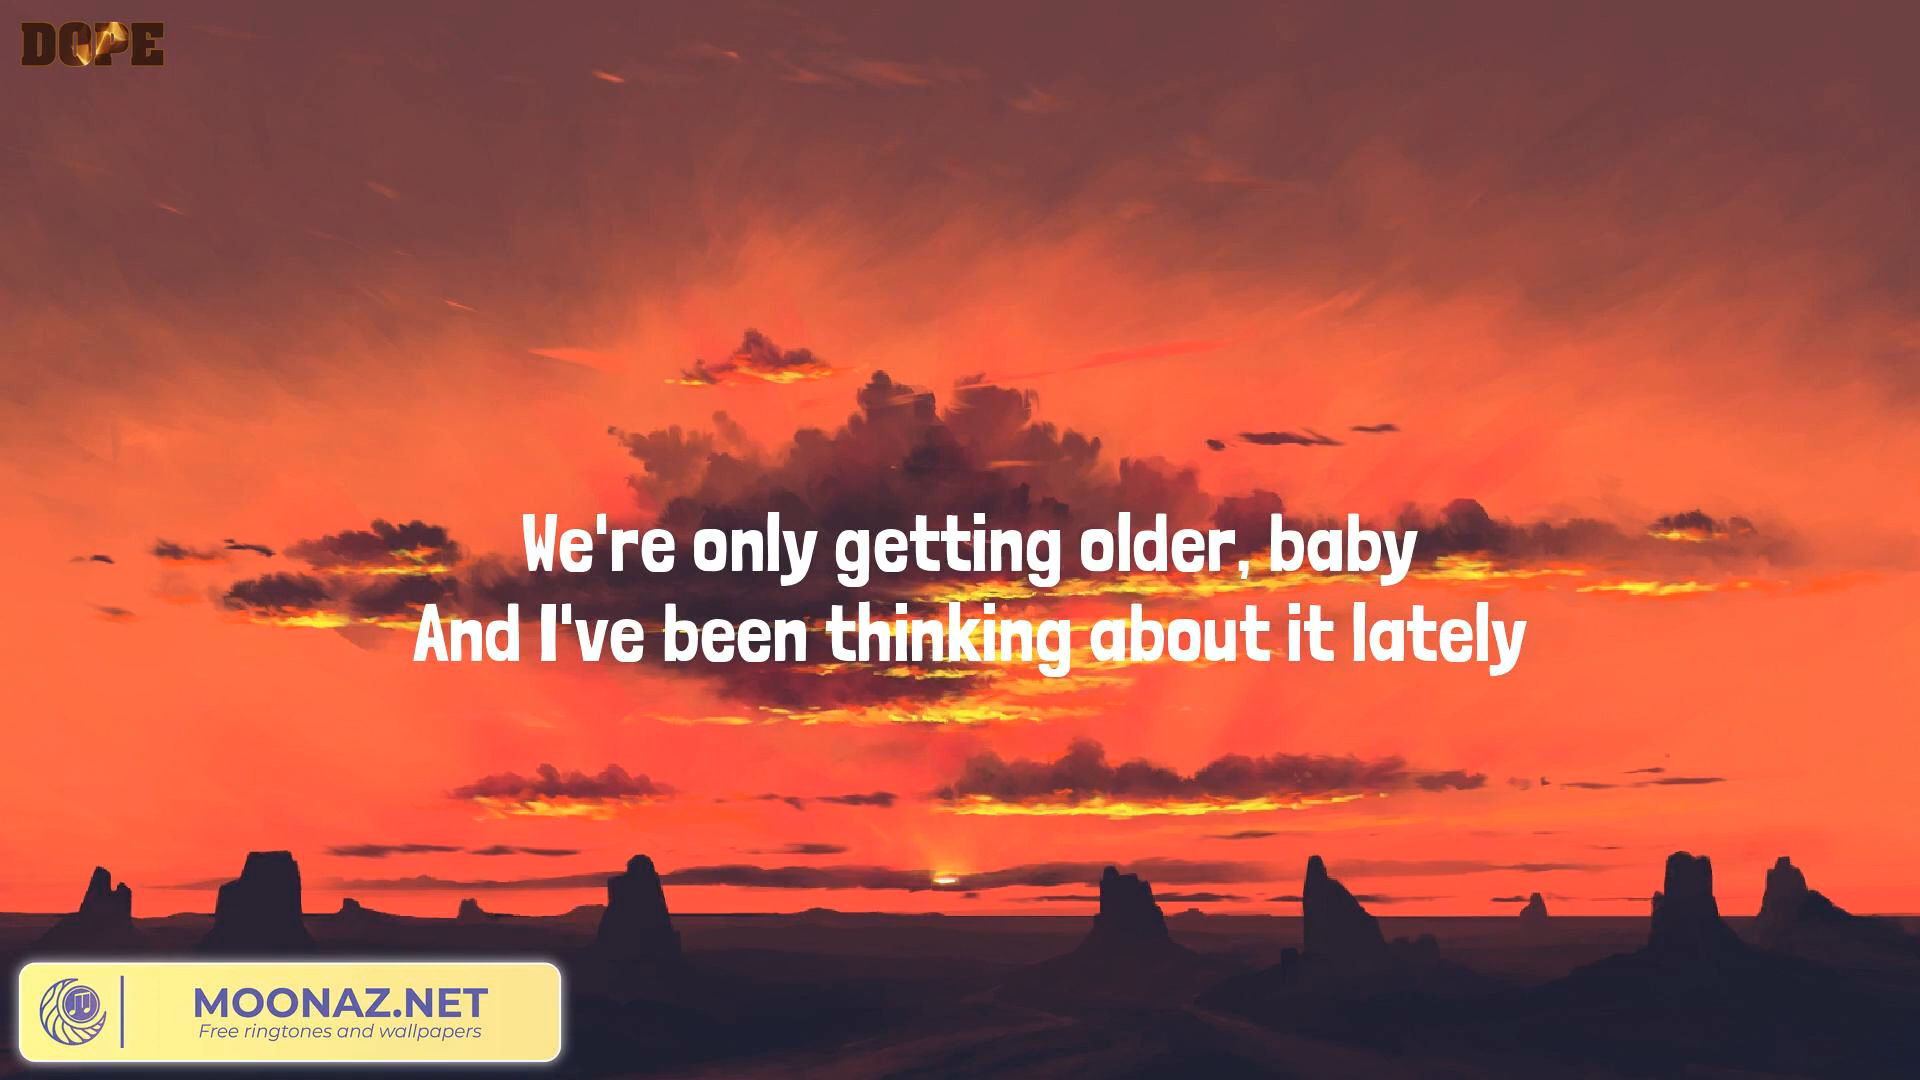 DOPE
We're only getting older, baby
And I've been thinking about it lately
MOONAZ.NET
Free ringtones and wallpapers